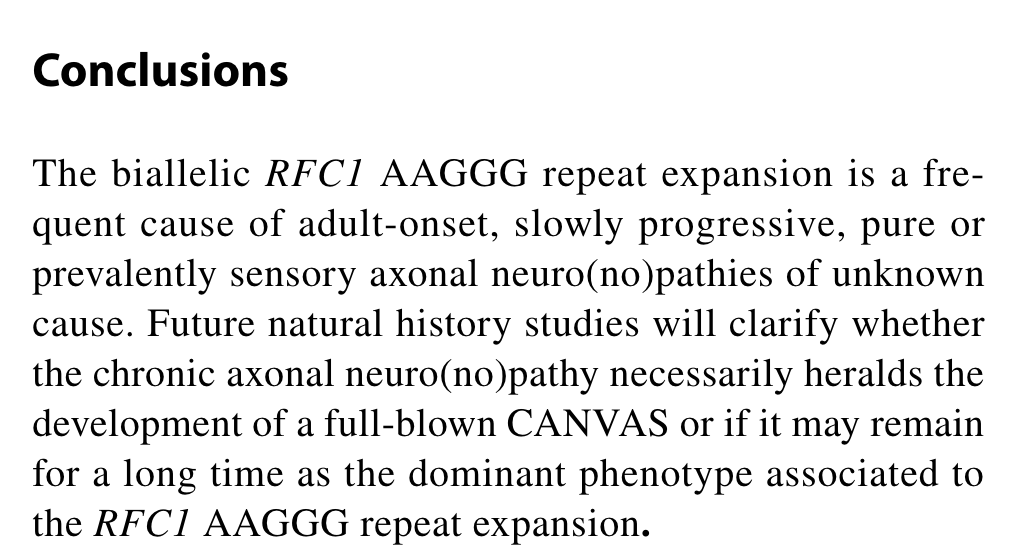 Conclusions
The biallelic RFC1 AAGGG repeat expansion is a fre-
quent cause of adult-onset, slowly progressive, pure or
prevalently sensory axonal neuro(no)pathies of unknown
cause. Future natural history studies will clarify whether
the chronic axonal neuro(no)pathy necessarily heralds the
development of a full-blown CANVAS or if it may remain
for a long time as the dominant phenotype associated to
the RFC1 AAGGG repeat expansion.